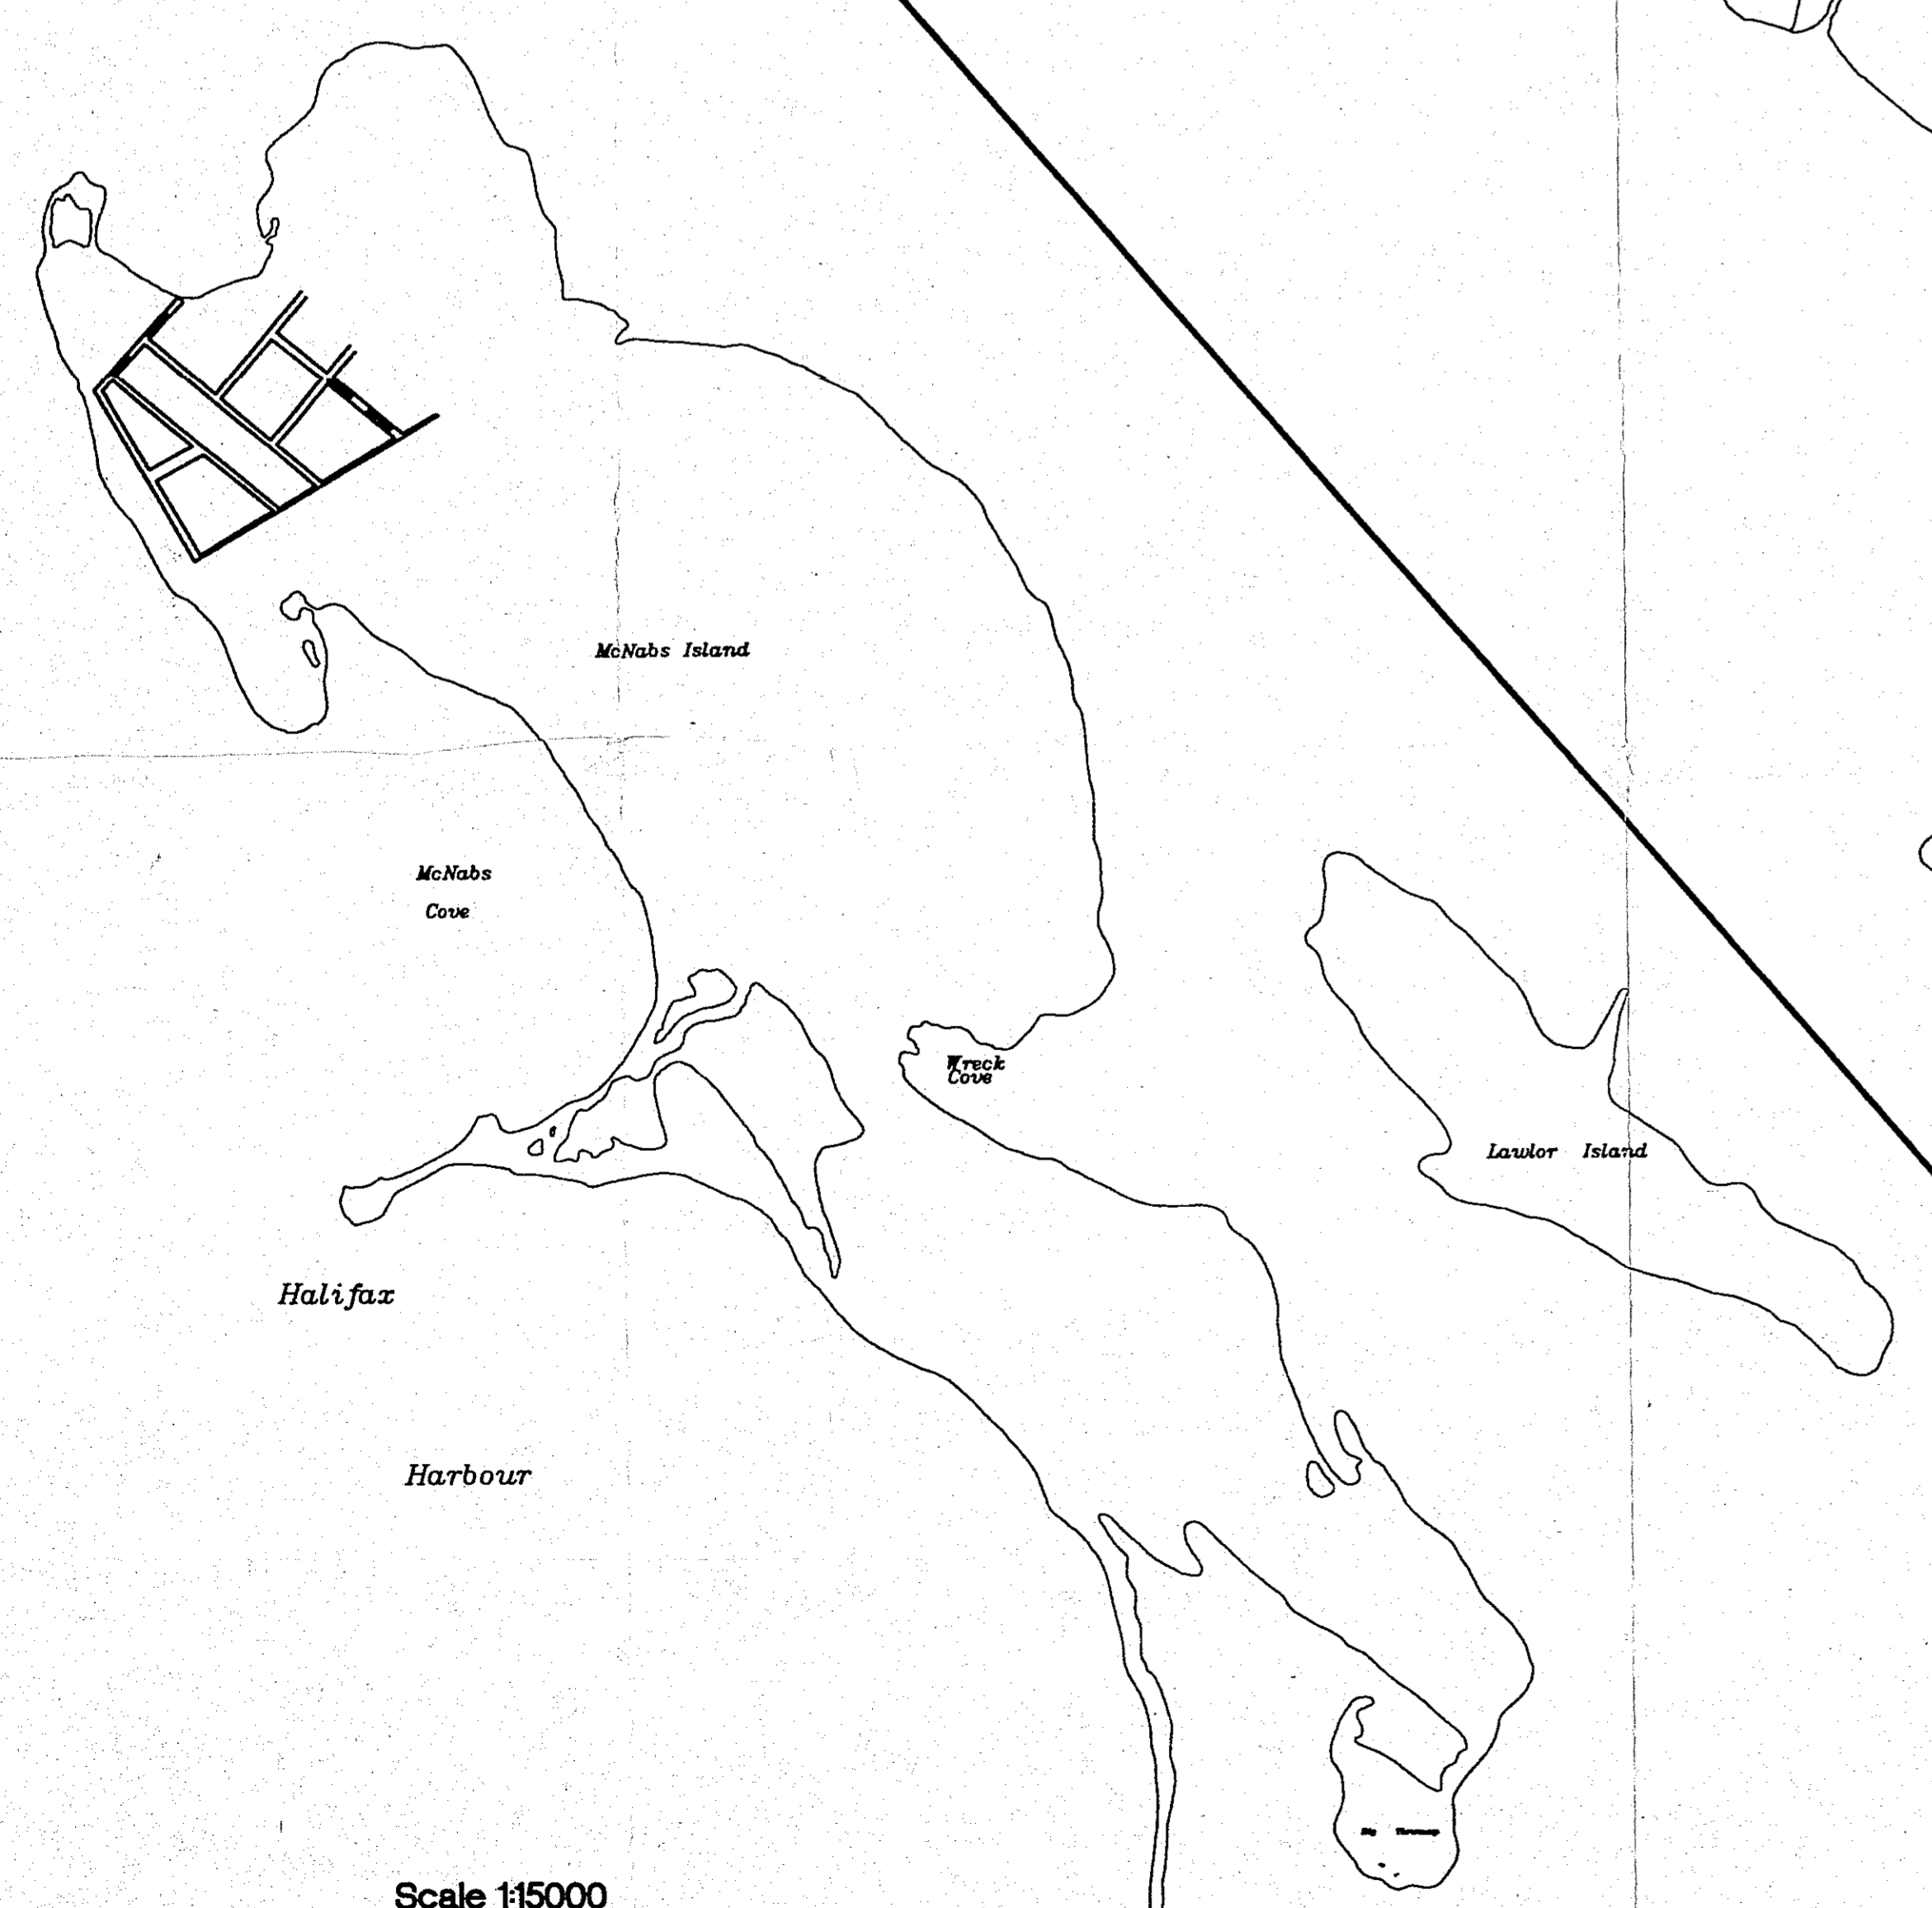 McNabs Island
McNabs
Cove
Wreck
Cove
Lawlor Island
Halifax
Harbour
Scale 1:15000